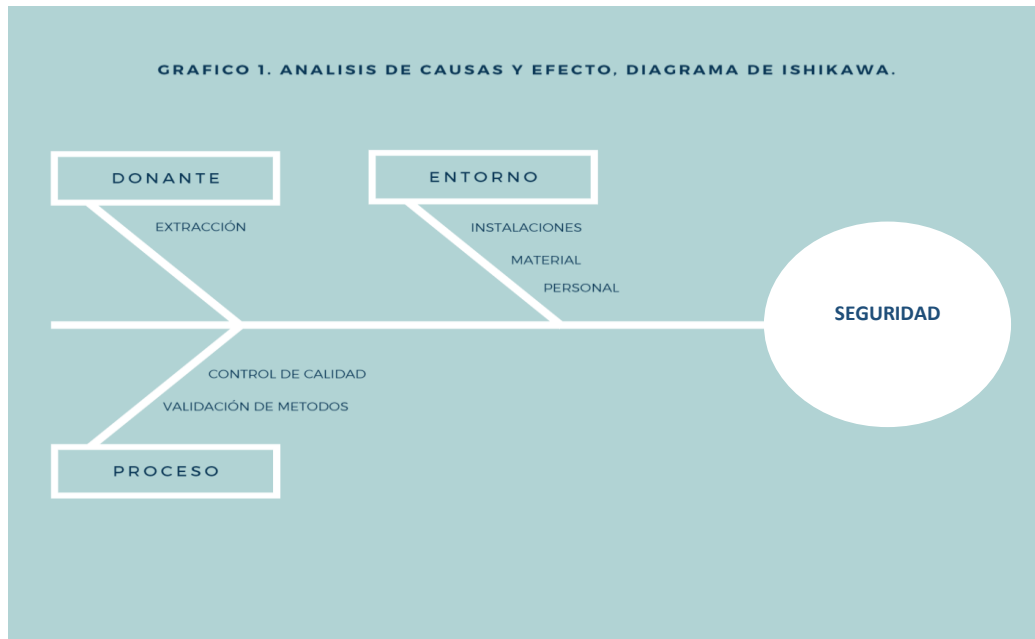 GRAFICO 1. ANALISIS DE CAUSAS Y EFECTO, DIAGRAMA DE ISHIKAWA.
DONANTE
EXTRACCIÓN
ENTORNO
INSTALACIONES
MATERIAL
PERSONAL
SEGURIDAD
CONTROL DE CALIDAD
VALIDACIÓN DE METODOS
PROCESO